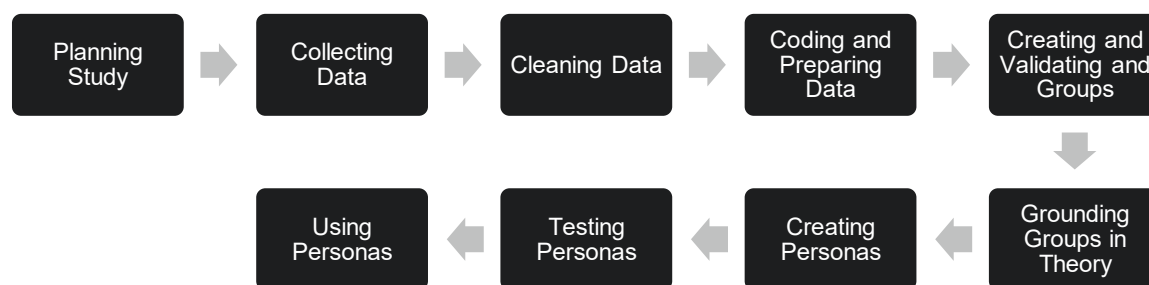 Planning
Study
Collecting
Data
Cleaning Data
Coding and
Preparing
Data
Creating and
Validating and
Groups
Grounding
Groups in
Theory
Creating
Personas
Testing
Personas
Using
Personas